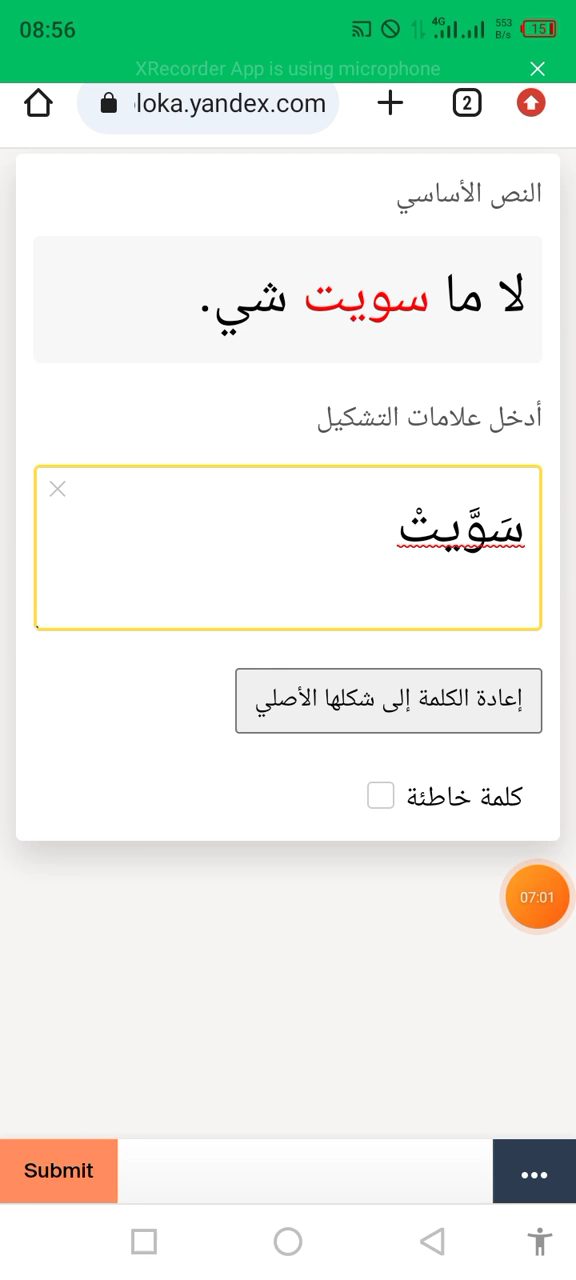 08:56
4G
553
B/s
15
XRecorder App is using microphone
loka.yandex.com
2
النص الأساسي
لا ما سويت شي.
أدخل علامات التشكيل
سَوَّيتْ
إعادة الكلمة إلى شكلها الأصلي
كلمة خاطئة
07:01
Submit